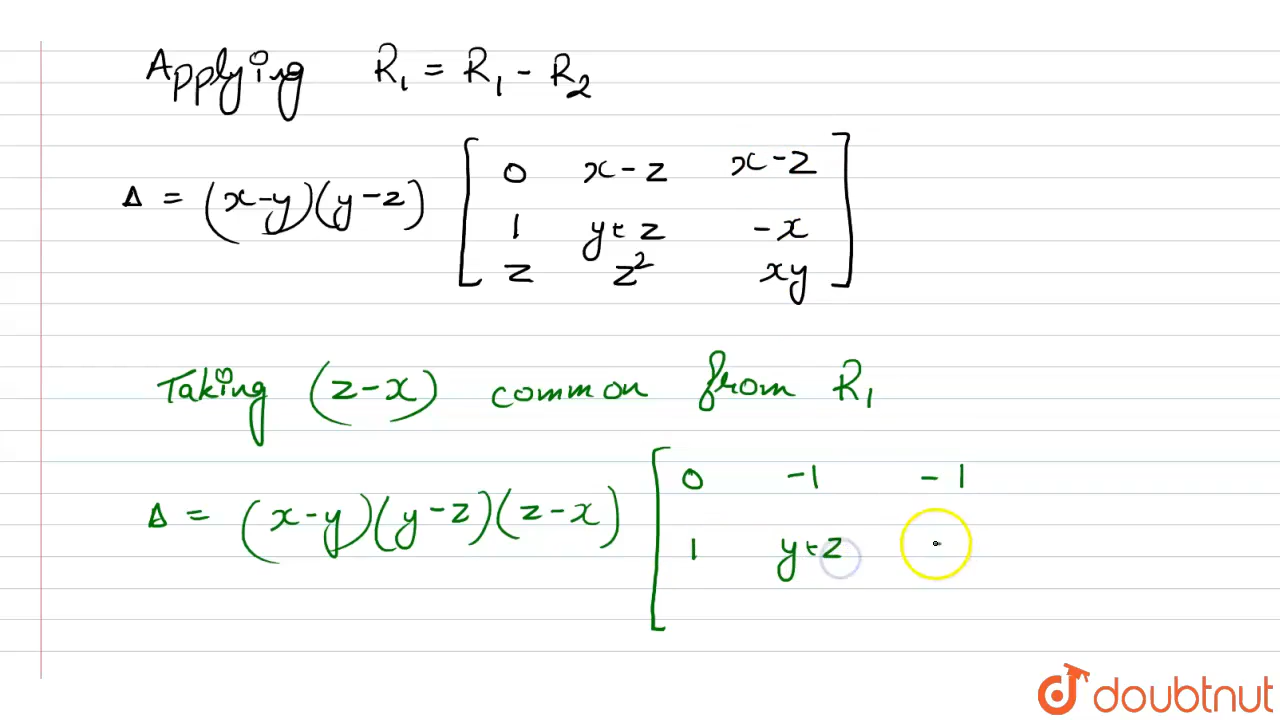 Applying R₁ = R₁ - R₂
Δ = (x-y)(y-z) [ 0 x-z x-z
1 y+z -x
z z² xy ]
Taking (z-x) common from R₁
Δ = (x-y)(y-z)(z-x) [ 0 -1 -1
1 y+z
doubtnut